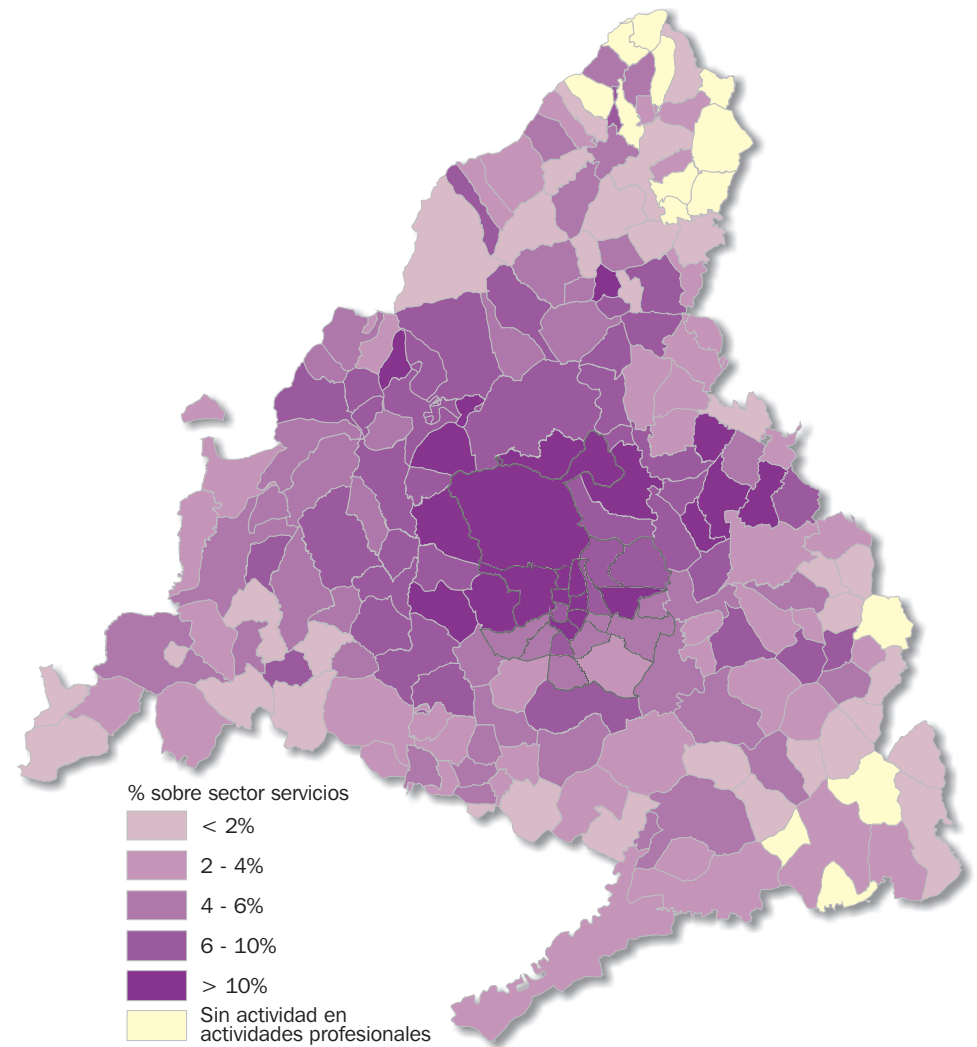 % sobre sector servicios
< 2%
2 - 4%
4 - 6%
6 - 10%
> 10%
Sin actividad en
actividades profesionales